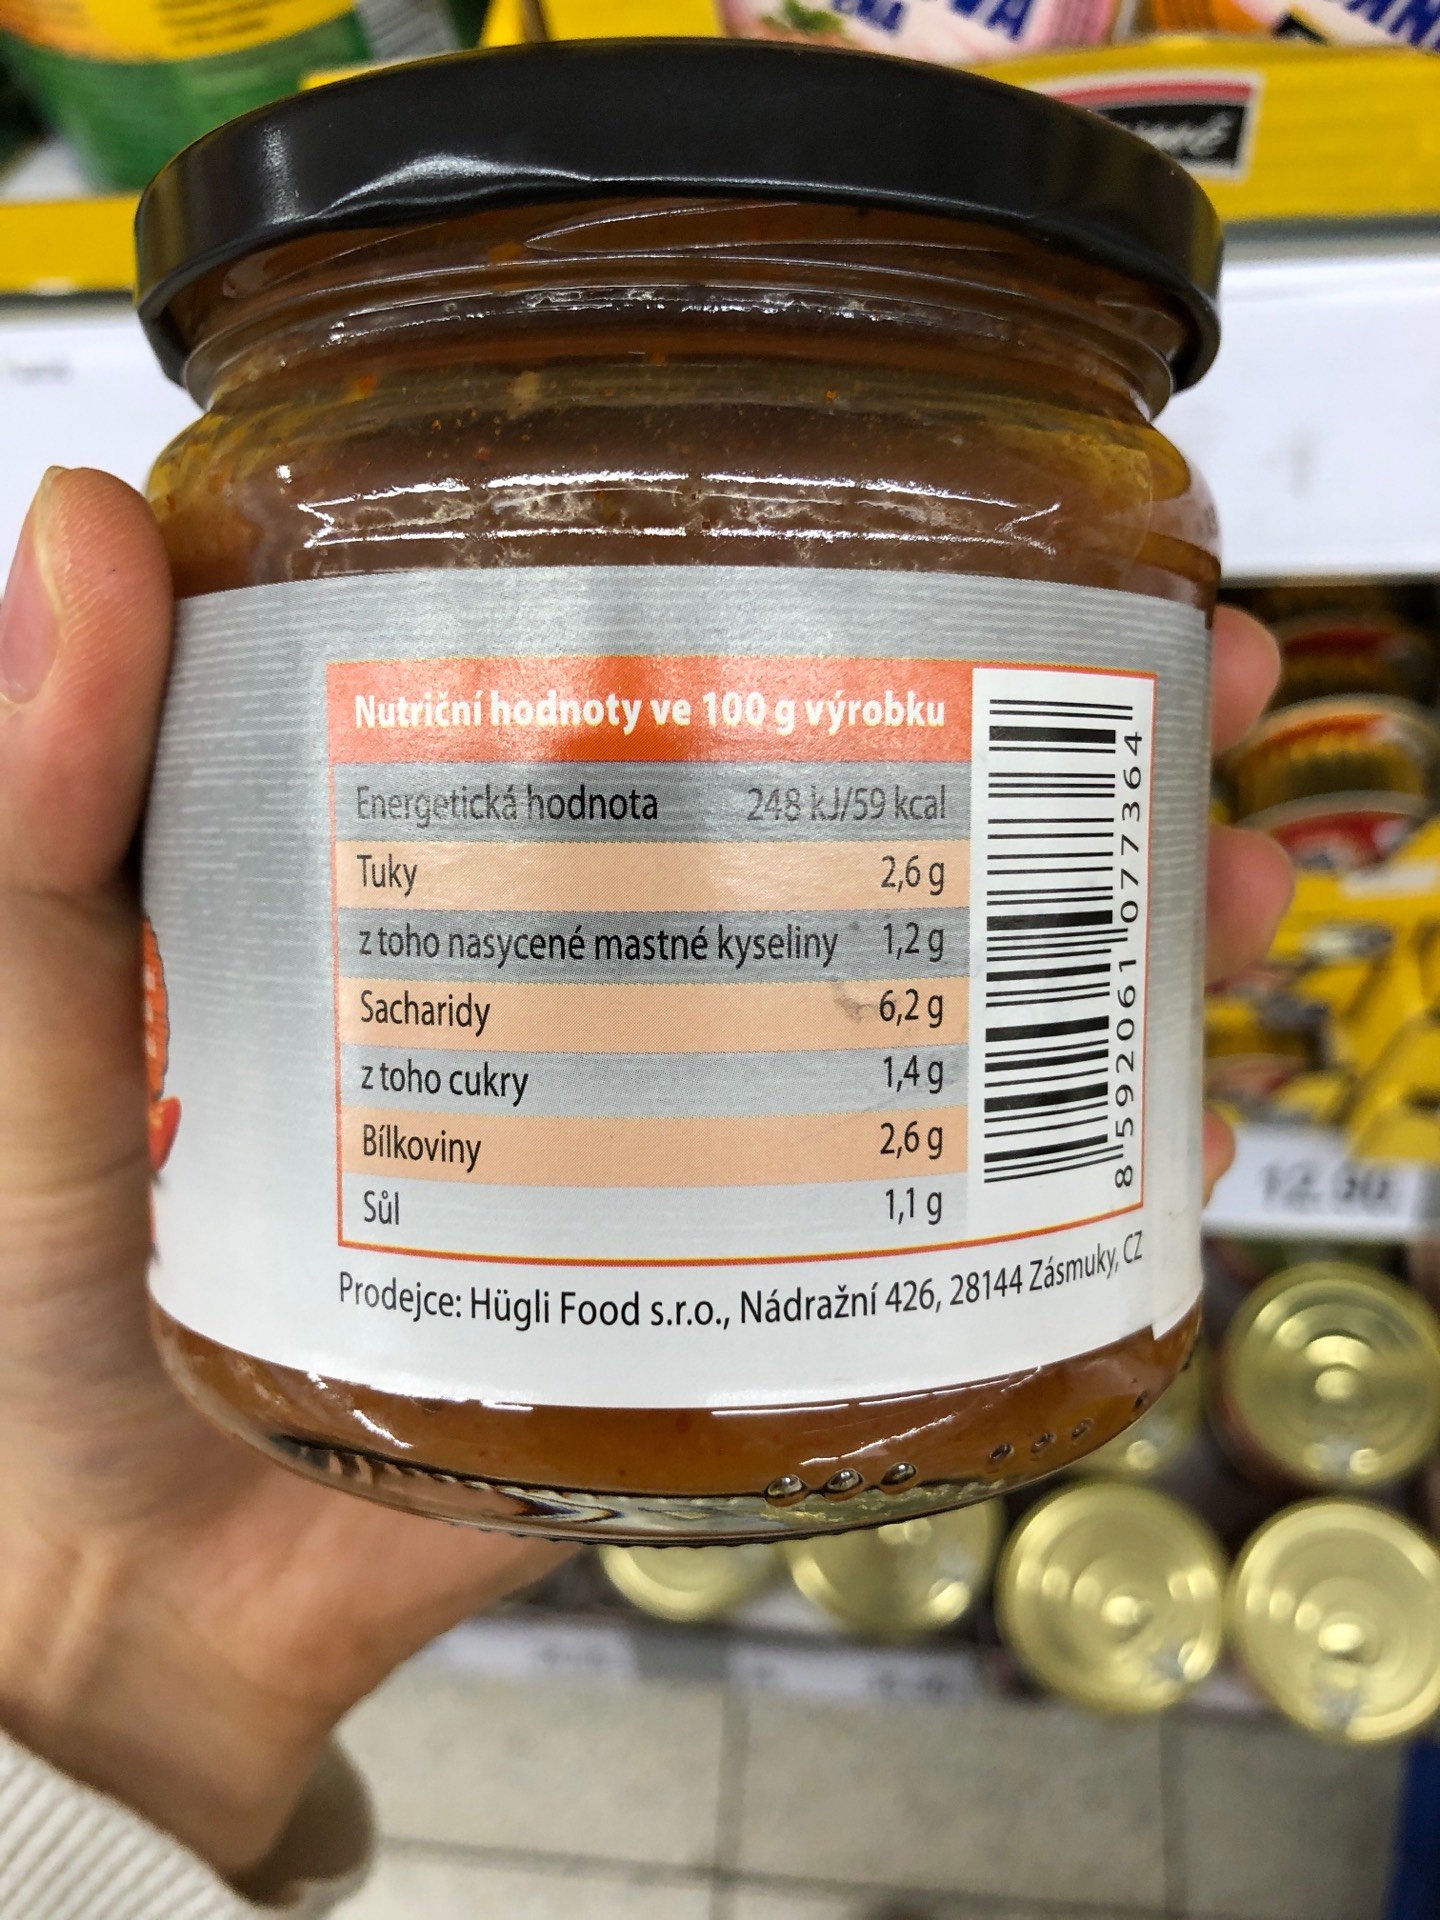 Nutriční hodnoty ve 100 g výrobku
Energetická hodnota 248 kJ/59 kcal
Tuky 2,6 g
z toho nasycené mastné kyseliny 1,2 g
Sacharidy 6,2 g
z toho cukry 1,4 g
Bílkoviny 2,6 g
Sůl 1,1 g
8 592061 077364
Prodejce: Hügli Food s.r.o., Nádražní 426, 28144 Zásmuky, CZ